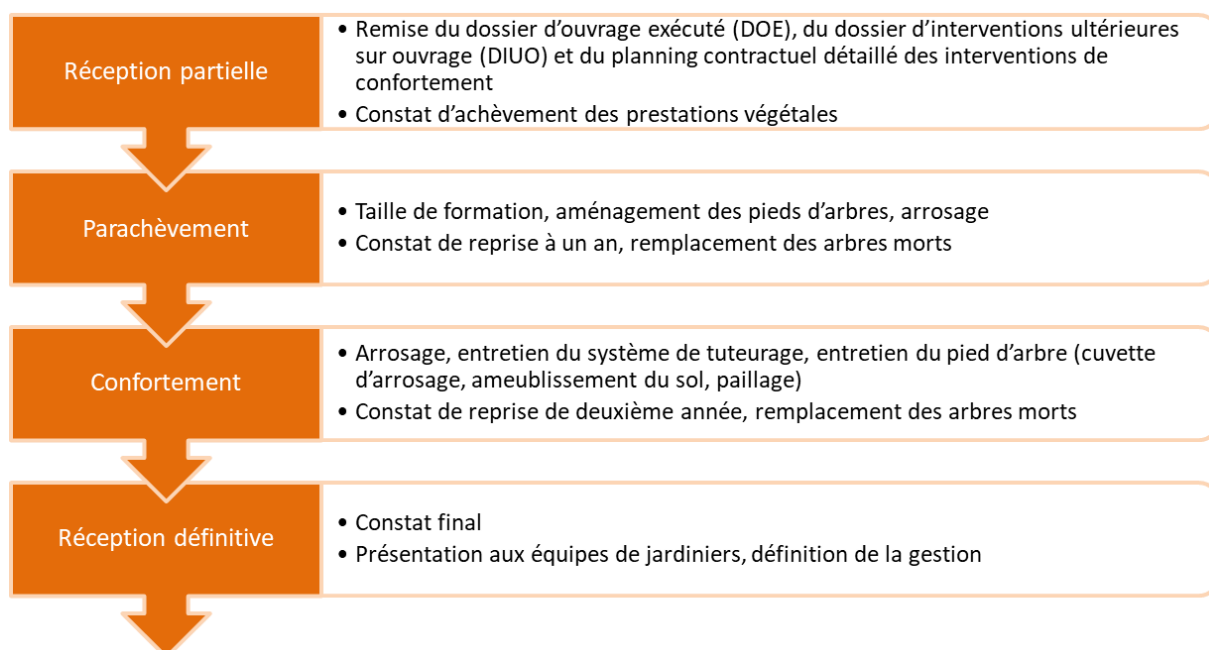 Réception partielle
• Remise du dossier d’ouvrage exécuté (DOE), du dossier d’interventions ultérieures
sur ouvrage (DIUO) et du planning contractuel détaillé des interventions de
confortement
• Constat d’achèvement des prestations végétales
Parachèvement
• Taille de formation, aménagement des pieds d’arbres, arrosage
• Constat de reprise à un an, remplacement des arbres morts
Confortement
• Arrosage, entretien du système de tuteurage, entretien du pied d’arbre (cuvette
d’arrosage, ameublissement du sol, paillage)
• Constat de reprise de deuxième année, remplacement des arbres morts
Réception définitive
• Constat final
• Présentation aux équipes de jardiniers, définition de la gestion